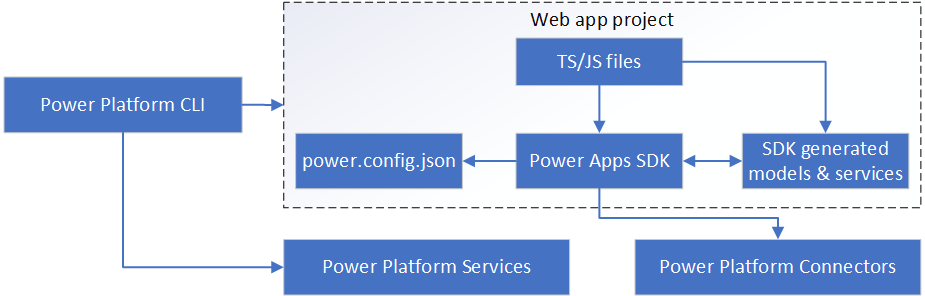 Web app project
TS/JS files
Power Platform CLI
power.config.json
Power Apps SDK
SDK generated
models & services
Power Platform Services
Power Platform Connectors